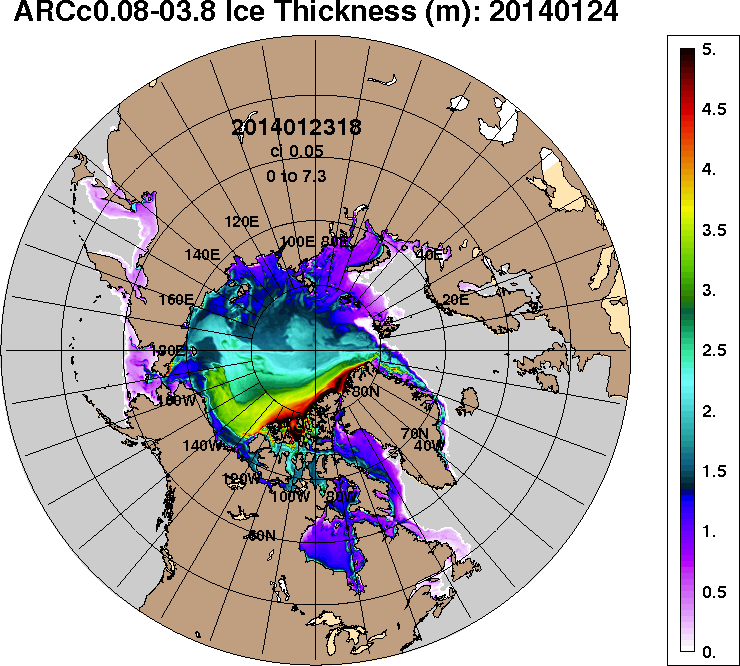 ARCc0.08-03.8 Ice Thickness (m): 20140124
2014012318
ci 0.05
0 to 7.3
120E
100E
80E
140E
40E
160E
20E
180E
160W
80N
140W
70N
40W
120W
100W
80W
60N
5.
4.5
4.
3.5
3.
2.5
2.
1.5
1.
0.5
0.